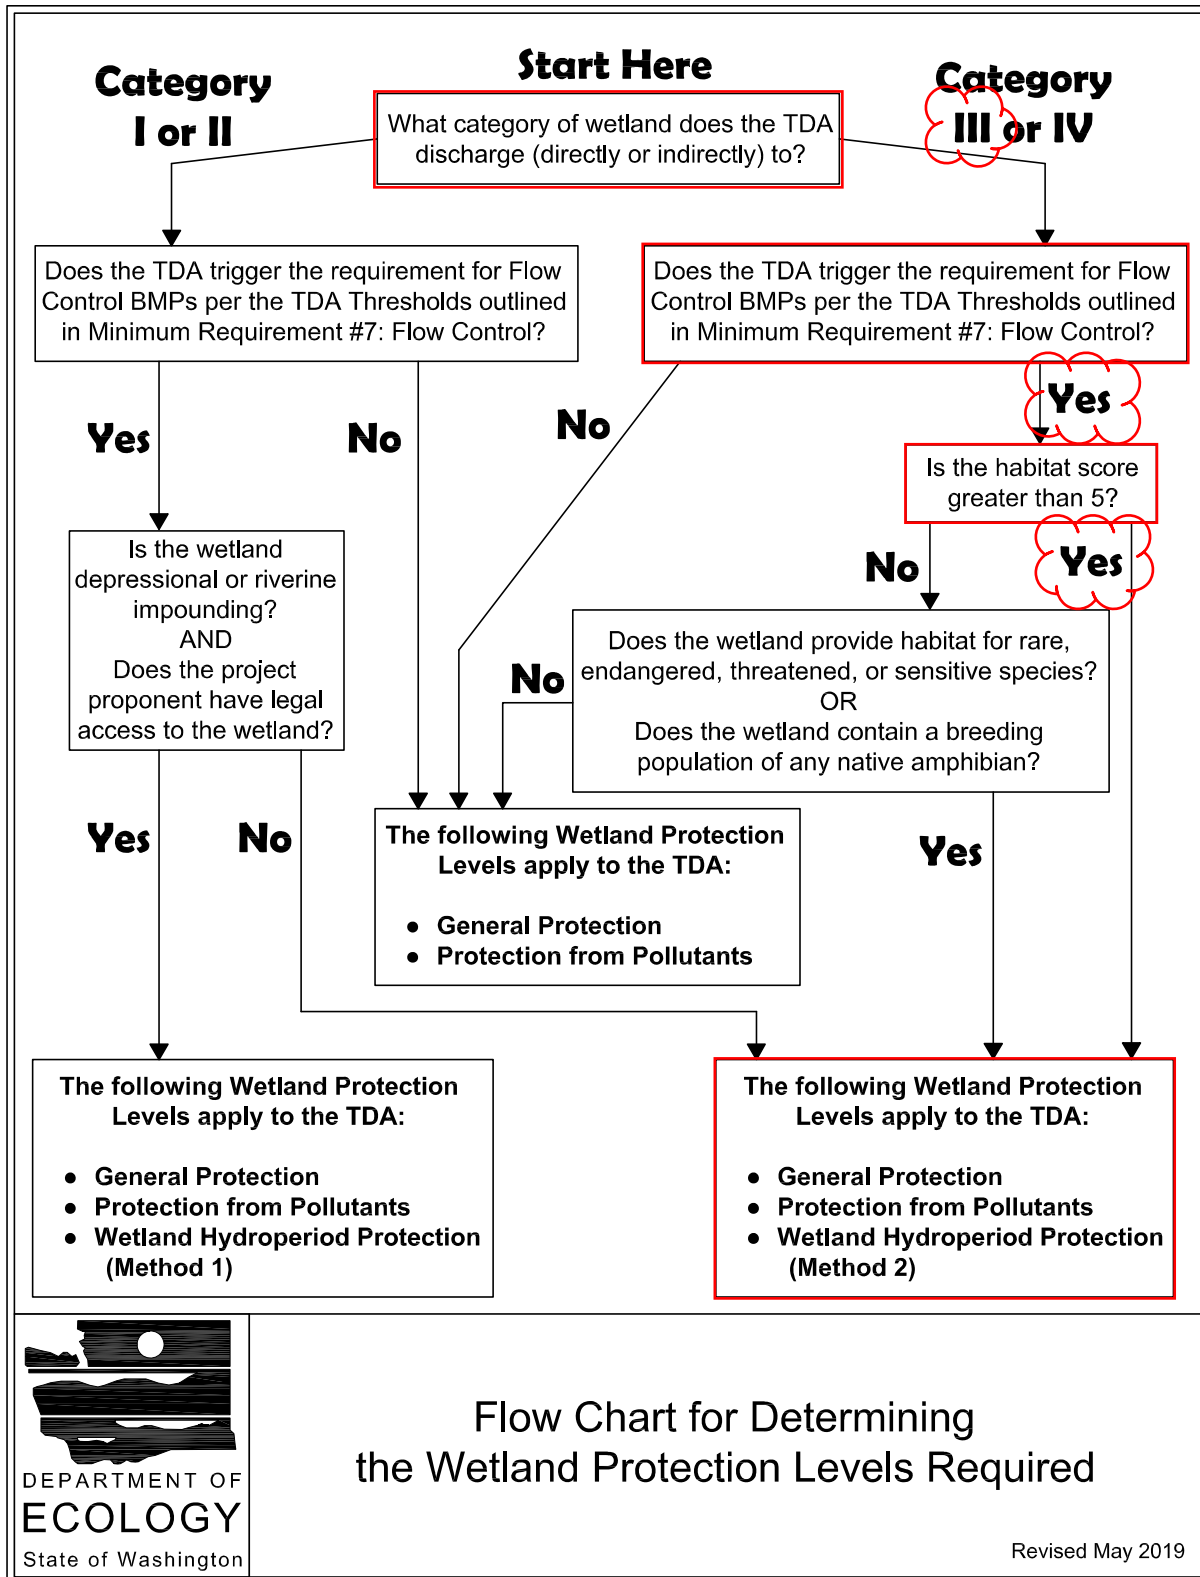 Start Here
Category
I or II
Category
III or IV
What category of wetland does the TDA
discharge (directly or indirectly) to?
Does the TDA trigger the requirement for Flow
Control BMPs per the TDA Thresholds outlined
in Minimum Requirement #7: Flow Control?
Does the TDA trigger the requirement for Flow
Control BMPs per the TDA Thresholds outlined
in Minimum Requirement #7: Flow Control?
Yes
No
No
Yes
Is the habitat score
greater than 5?
Is the wetland
depressional or riverine
impounding?
AND
Does the project
proponent have legal
access to the wetland?
No
Yes
Does the wetland provide habitat for rare,
endangered, threatened, or sensitive species?
OR
Does the wetland contain a breeding
population of any native amphibian?
No
Yes
No
Yes
The following Wetland Protection
Levels apply to the TDA:
● General Protection
● Protection from Pollutants
The following Wetland Protection
Levels apply to the TDA:
● General Protection
● Protection from Pollutants
● Wetland Hydroperiod Protection
(Method 1)
The following Wetland Protection
Levels apply to the TDA:
● General Protection
● Protection from Pollutants
● Wetland Hydroperiod Protection
(Method 2)
DEPARTMENT OF
ECOLOGY
State of Washington
Flow Chart for Determining
the Wetland Protection Levels Required
Revised May 2019